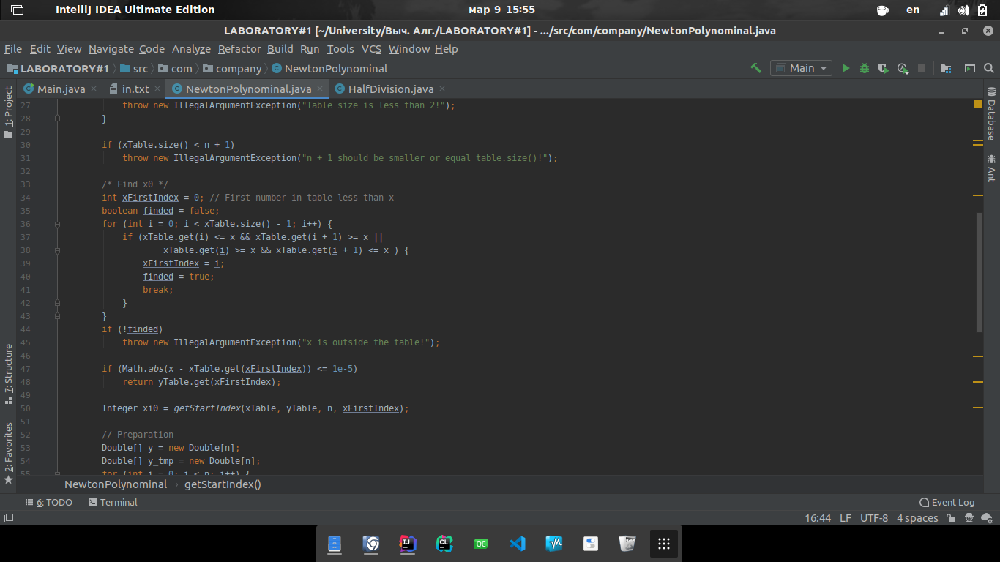 IntelliJ IDEA Ultimate Edition мар 9 15:55 en
LABORATORY#1 [~/University/Выч. Алг./LABORATORY#1] - .../src/com/company/NewtonPolynominal.java
File Edit View Navigate Code Analyze Refactor Build Run Tools VCS Window Help
LABORATORY#1 src com company NewtonPolynominal Main
Main.java in.txt NewtonPolynominal.java HalfDivision.java
1: Project
7: Structure
2: Favorites
27 throw new IllegalArgumentException("Table size is less than 2!");
28 }
29
30 if (xTable.size() < n + 1)
31 throw new IllegalArgumentException("n + 1 should be smaller or equal table.size()!");
32
33 /* Find x0 */
34 int xFirstIndex = 0; // First number in table less than x
35 boolean finded = false;
36 for (int i = 0; i < xTable.size() - 1; i++) {
37 if (xTable.get(i) <= x && xTable.get(i + 1) >= x ||
38 xTable.get(i) >= x && xTable.get(i + 1) <= x ) {
39 xFirstIndex = i;
40 finded = true;
41 break;
42 }
43 }
44 if (!finded)
45 throw new IllegalArgumentException("x is outside the table!");
46
47 if (Math.abs(x - xTable.get(xFirstIndex)) <= 1e-5)
48 return yTable.get(xFirstIndex);
49
50 Integer xi0 = getStartIndex(xTable, yTable, n, xFirstIndex);
51
52 // Preparation
53 Double[] y = new Double[n];
54 Double[] y_tmp = new Double[n];
55 for (int i = 0; i < n; i++) {
Database
Ant
NewtonPolynominal › getStartIndex()
6: TODO Terminal Event Log
16:44 LF UTF-8 4 spaces
IJ CL QC